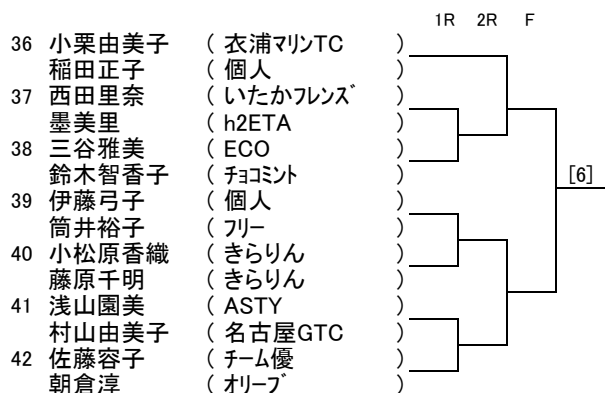 1R 2R F
36 小栗由美子 ( 衣浦マリンTC )
稲田正子 ( 個人 )
37 西田里奈 ( いたかフレンズ )
墨美里 ( h2ETA )
38 三谷雅美 ( ECO )
鈴木智香子 ( チョコミント )
[6]
39 伊藤弓子 ( 個人 )
筒井裕子 ( フリー )
40 小松原香織 ( きらりん )
藤原千明 ( きらりん )
41 浅山園美 ( ASTY )
村山由美子 ( 名古屋GTC )
42 佐藤容子 ( チーム優 )
朝倉淳 ( オリーブ )